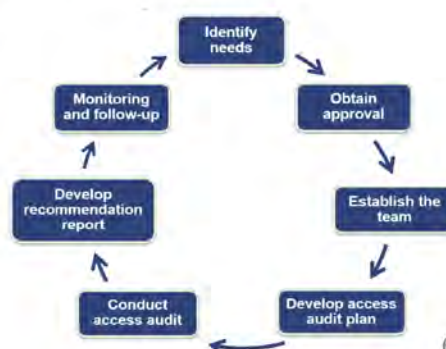 Identify
needs
Obtain
approval
Establish the
team
Develop access
audit plan
Conduct
access audit
Develop
recommendation
report
Monitoring
and follow-up